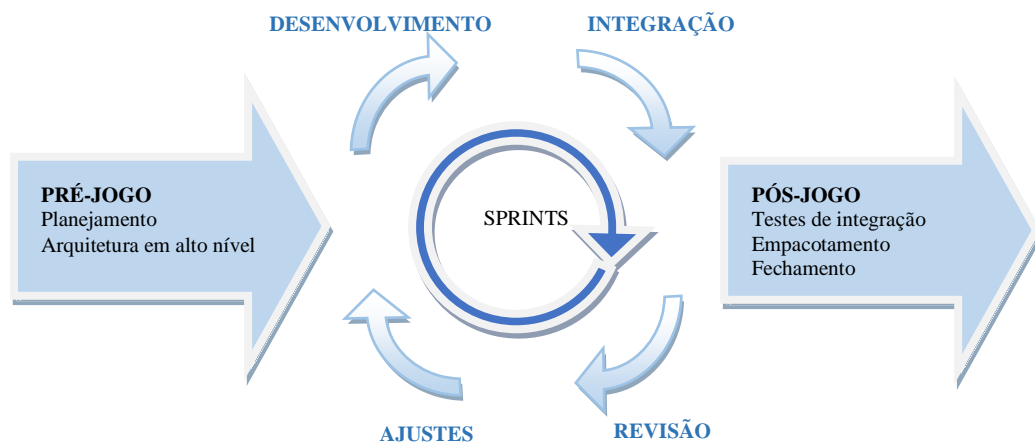 DESENVOLVIMENTO
INTEGRAÇÃO
PRÉ-JOGO
Planejamento
Arquitetura em alto nível
SPRINTS
PÓS-JOGO
Testes de integração
Empacotamento
Fechamento
AJUSTES
REVISÃO